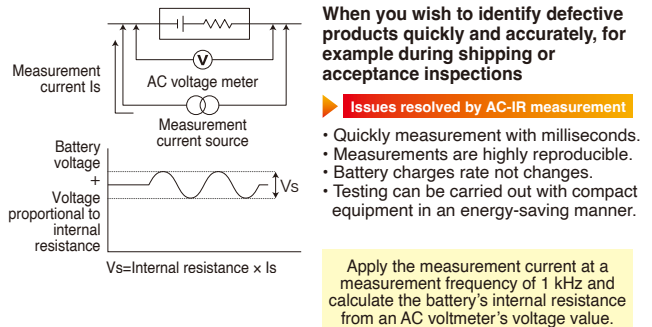 Measurement
current Is
V
AC voltage meter
Measurement
current source
Battery
voltage
+
Voltage
proportional to
internal
resistance
Vs
Vs=Internal resistance × Is
When you wish to identify defective
products quickly and accurately, for
example during shipping or
acceptance inspections
Issues resolved by AC-IR measurement
• Quickly measurement with milliseconds.
• Measurements are highly reproducible.
• Battery charges rate not changes.
• Testing can be carried out with compact
equipment in an energy-saving manner.
Apply the measurement current at a
measurement frequency of 1 kHz and
calculate the battery's internal resistance
from an AC voltmeter's voltage value.